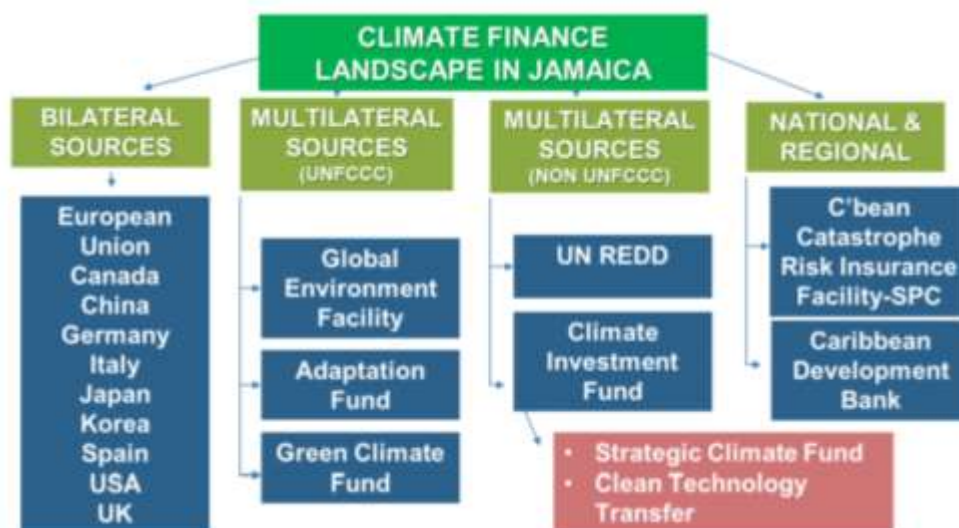 CLIMATE FINANCE
LANDSCAPE IN JAMAICA
BILATERAL
SOURCES
European
Union
Canada
China
Germany
Italy
Japan
Korea
Spain
USA
UK
MULTILATERAL
SOURCES
(UNFCCC)
Global
Environment
Facility
Adaptation
Fund
Green Climate
Fund
MULTILATERAL
SOURCES
(NON UNFCCC)
UN REDD
Climate
Investment
Fund
• Strategic Climate Fund
• Clean Technology
Transfer
NATIONAL &
REGIONAL
C'bean
Catastrophe
Risk Insurance
Facility-SPC
Caribbean
Development
Bank